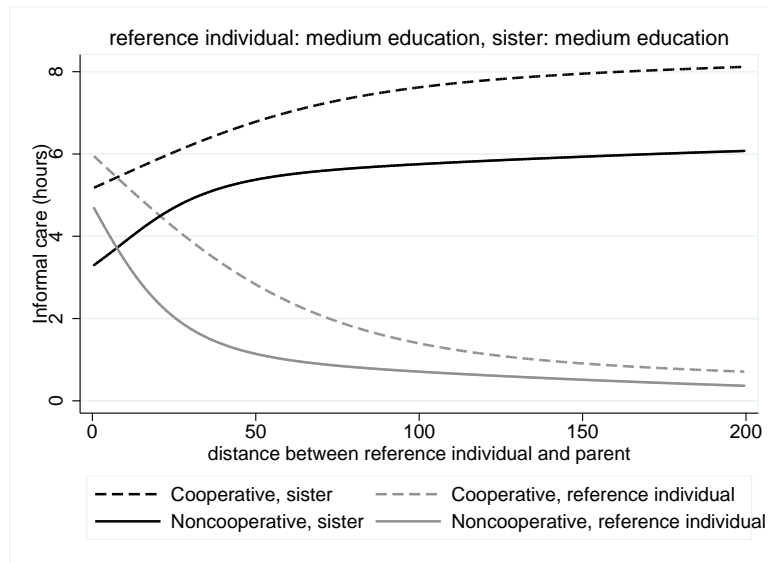 reference individual: medium education, sister: medium education
Informal care (hours)
8
6
4
2
0
0 50 100 150 200
distance between reference individual and parent
Cooperative, sister Cooperative, reference individual
Noncooperative, sister Noncooperative, reference individual